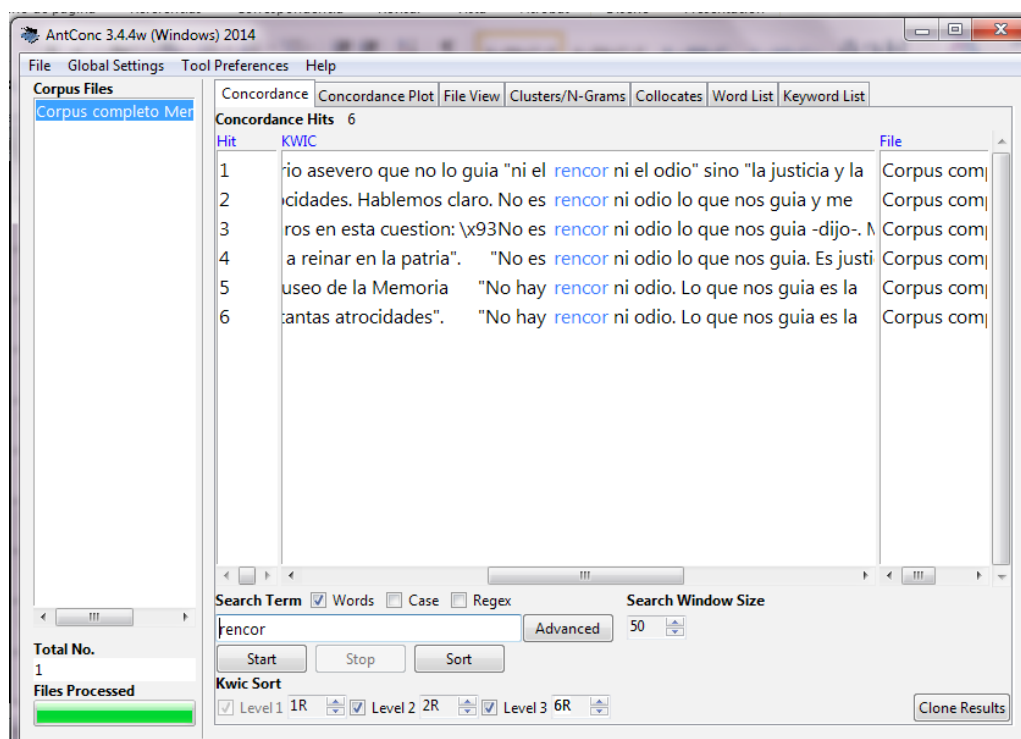 AntConc 3.4.4w (Windows) 2014
File Global Settings Tool Preferences Help
Corpus Files
Corpus completo Mer
Concordance Concordance Plot File View Clusters/N-Grams Collocates Word List Keyword List
Concordance Hits 6
Hit KWIC File
1 rio asevero que no lo guia "ni el rencor ni el odio" sino "la justicia y la Corpus com
2 ocidades. Hablemos claro. No es rencor ni odio lo que nos guia y me Corpus com
3 ros en esta cuestion: \x93No es rencor ni odio lo que nos guia -dijo-. Corpus com
4 a reinar en la patria". "No es rencor ni odio lo que nos guia. Es justi Corpus com
5 useo de la Memoria "No hay rencor ni odio. Lo que nos guia es la Corpus com
6 tantas atrocidades". "No hay rencor ni odio. Lo que nos guia es la Corpus com
Search Term Words Case Regex Search Window Size
rencor Advanced 50
Total No.
1
Start Stop Sort
Files Processed
Kwic Sort
Level 1 1R Level 2 2R Level 3 6R Clone Results